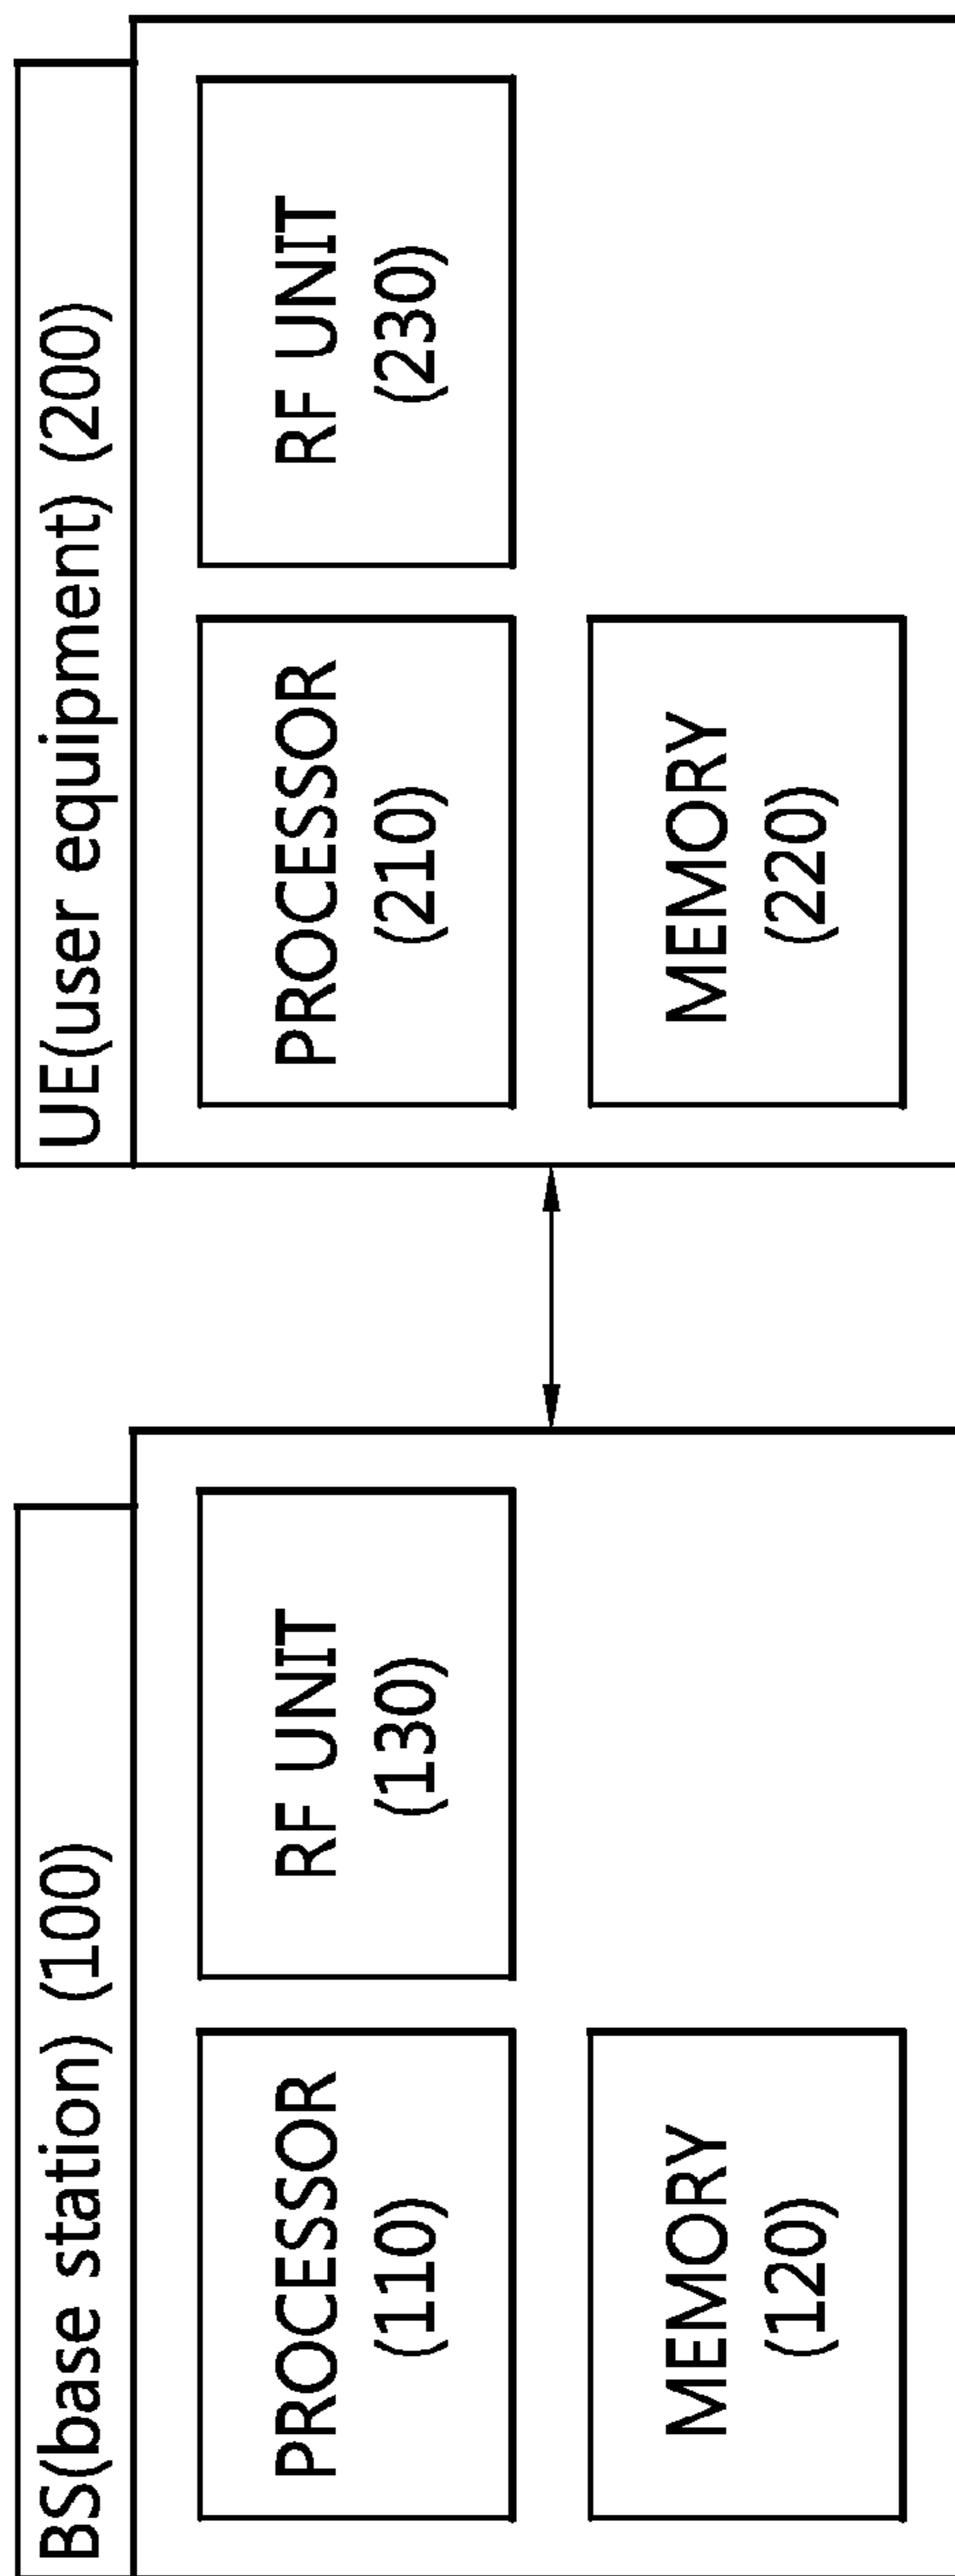 BS(base station) (100)
PROCESSOR
(110)
RF UNIT
(130)
MEMORY
(120)
UE(user equipment) (200)
PROCESSOR
(210)
RF UNIT
(230)
MEMORY
(220)